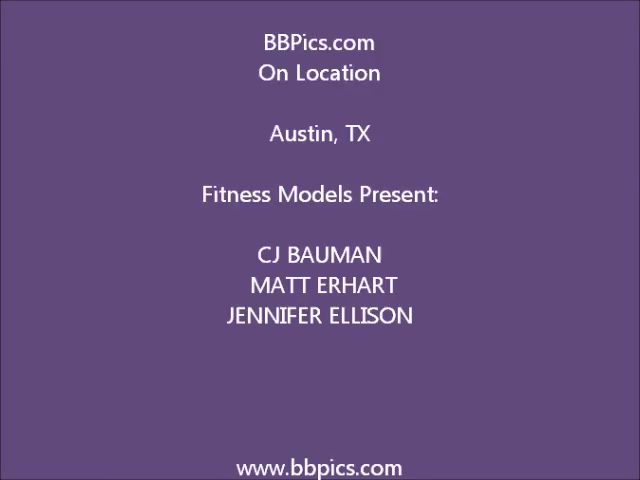 BBPics.com
On Location
Austin, TX
Fitness Models Present:
CJ BAUMAN
MATT ERHART
JENNIFER ELLISON
www.bbpics.com